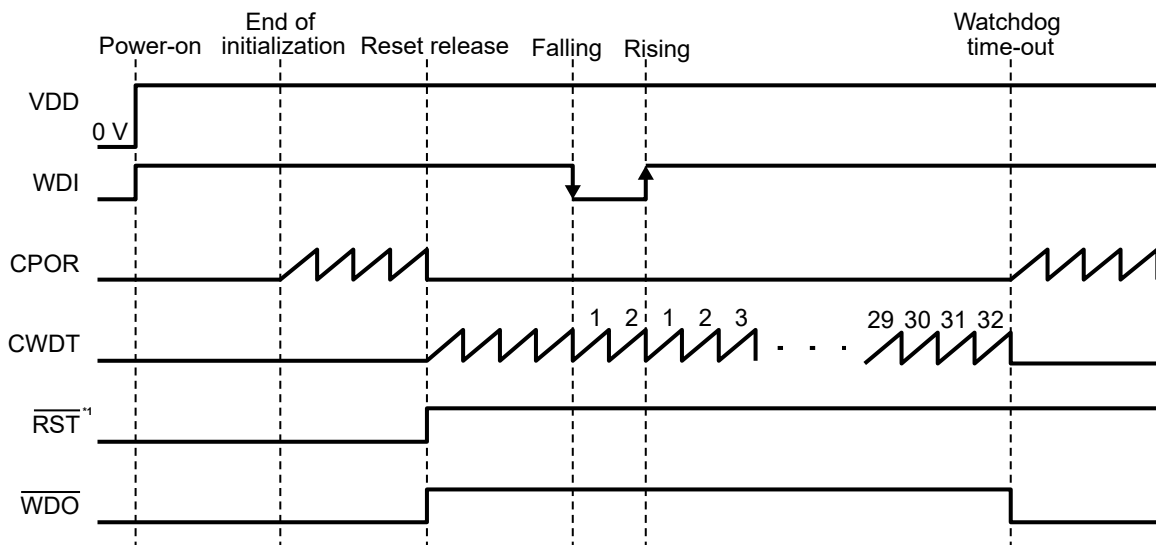 End of
initialization
Power-on
Reset release
Falling
Rising
Watchdog
time-out
VDD
0 V
WDI
CPOR
CWDT
1 2 1 2 3
29 30 31 32
RST*1
WDO